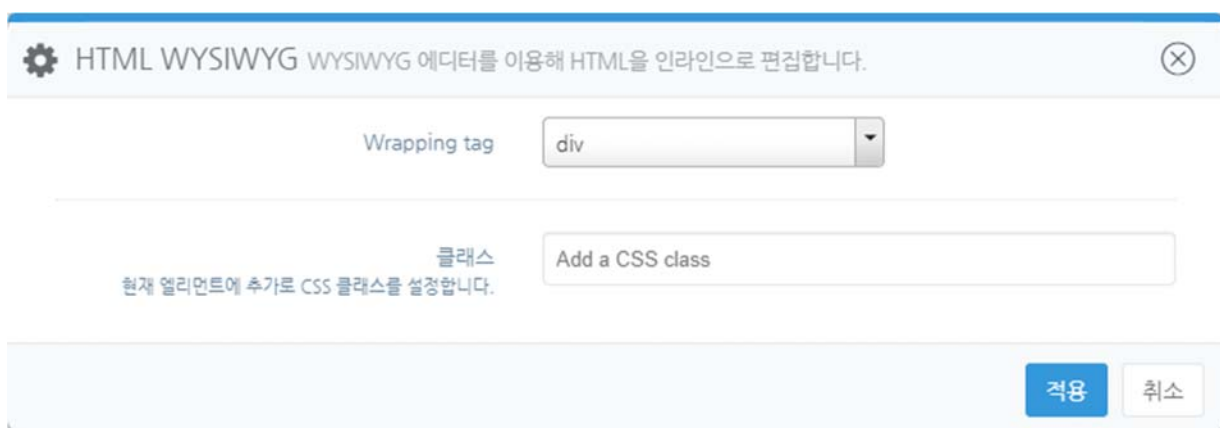 HTML WYSIWYG WYSIWYG 에디터를 이용해 HTML을 인라인으로 편집합니다.
Wrapping tag
div
클래스
Add a CSS class
현재 엘리먼트에 추가로 CSS 클래스를 설정합니다.
적용
취소